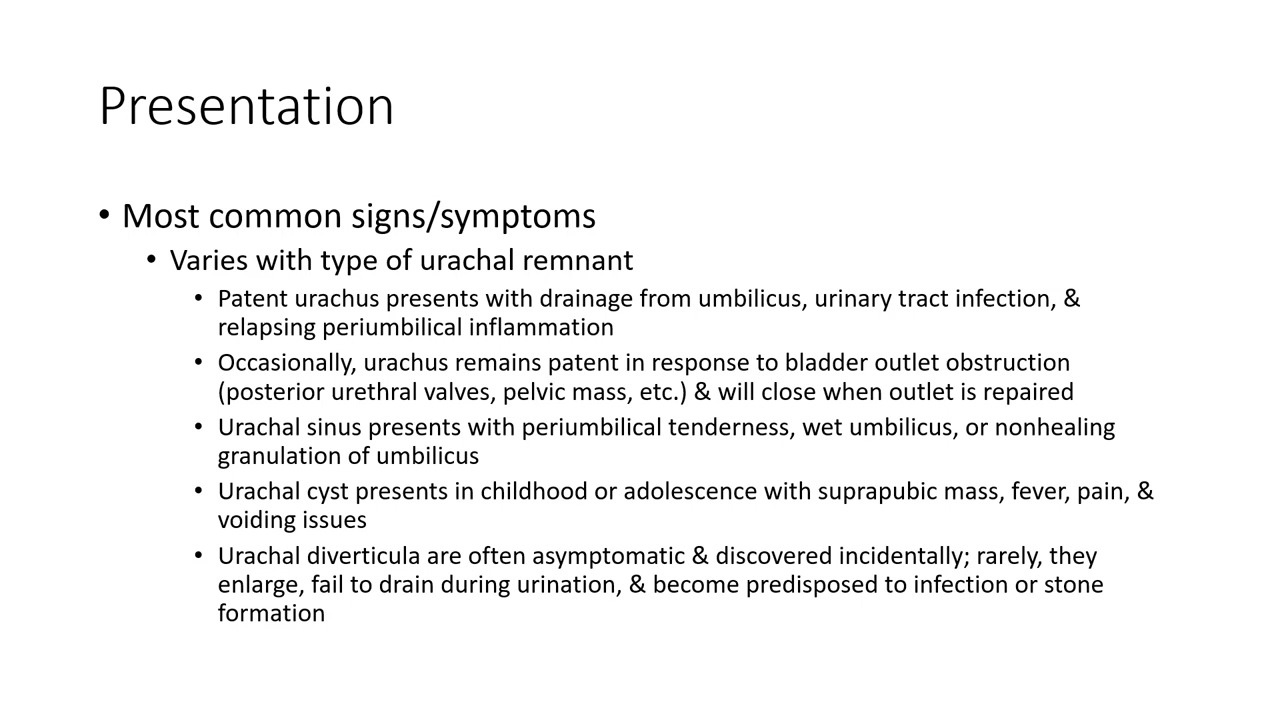 Presentation
• Most common signs/symptoms
• Varies with type of urachal remnant
• Patent urachus presents with drainage from umbilicus, urinary tract infection, &
relapsing periumbilical inflammation
• Occasionally, urachus remains patent in response to bladder outlet obstruction
(posterior urethral valves, pelvic mass, etc.) & will close when outlet is repaired
• Urachal sinus presents with periumbilical tenderness, wet umbilicus, or nonhealing
granulation of umbilicus
• Urachal cyst presents in childhood or adolescence with suprapubic mass, fever, pain, &
voiding issues
• Urachal diverticula are often asymptomatic & discovered incidentally; rarely, they
enlarge, fail to drain during urination, & become predisposed to infection or stone
formation